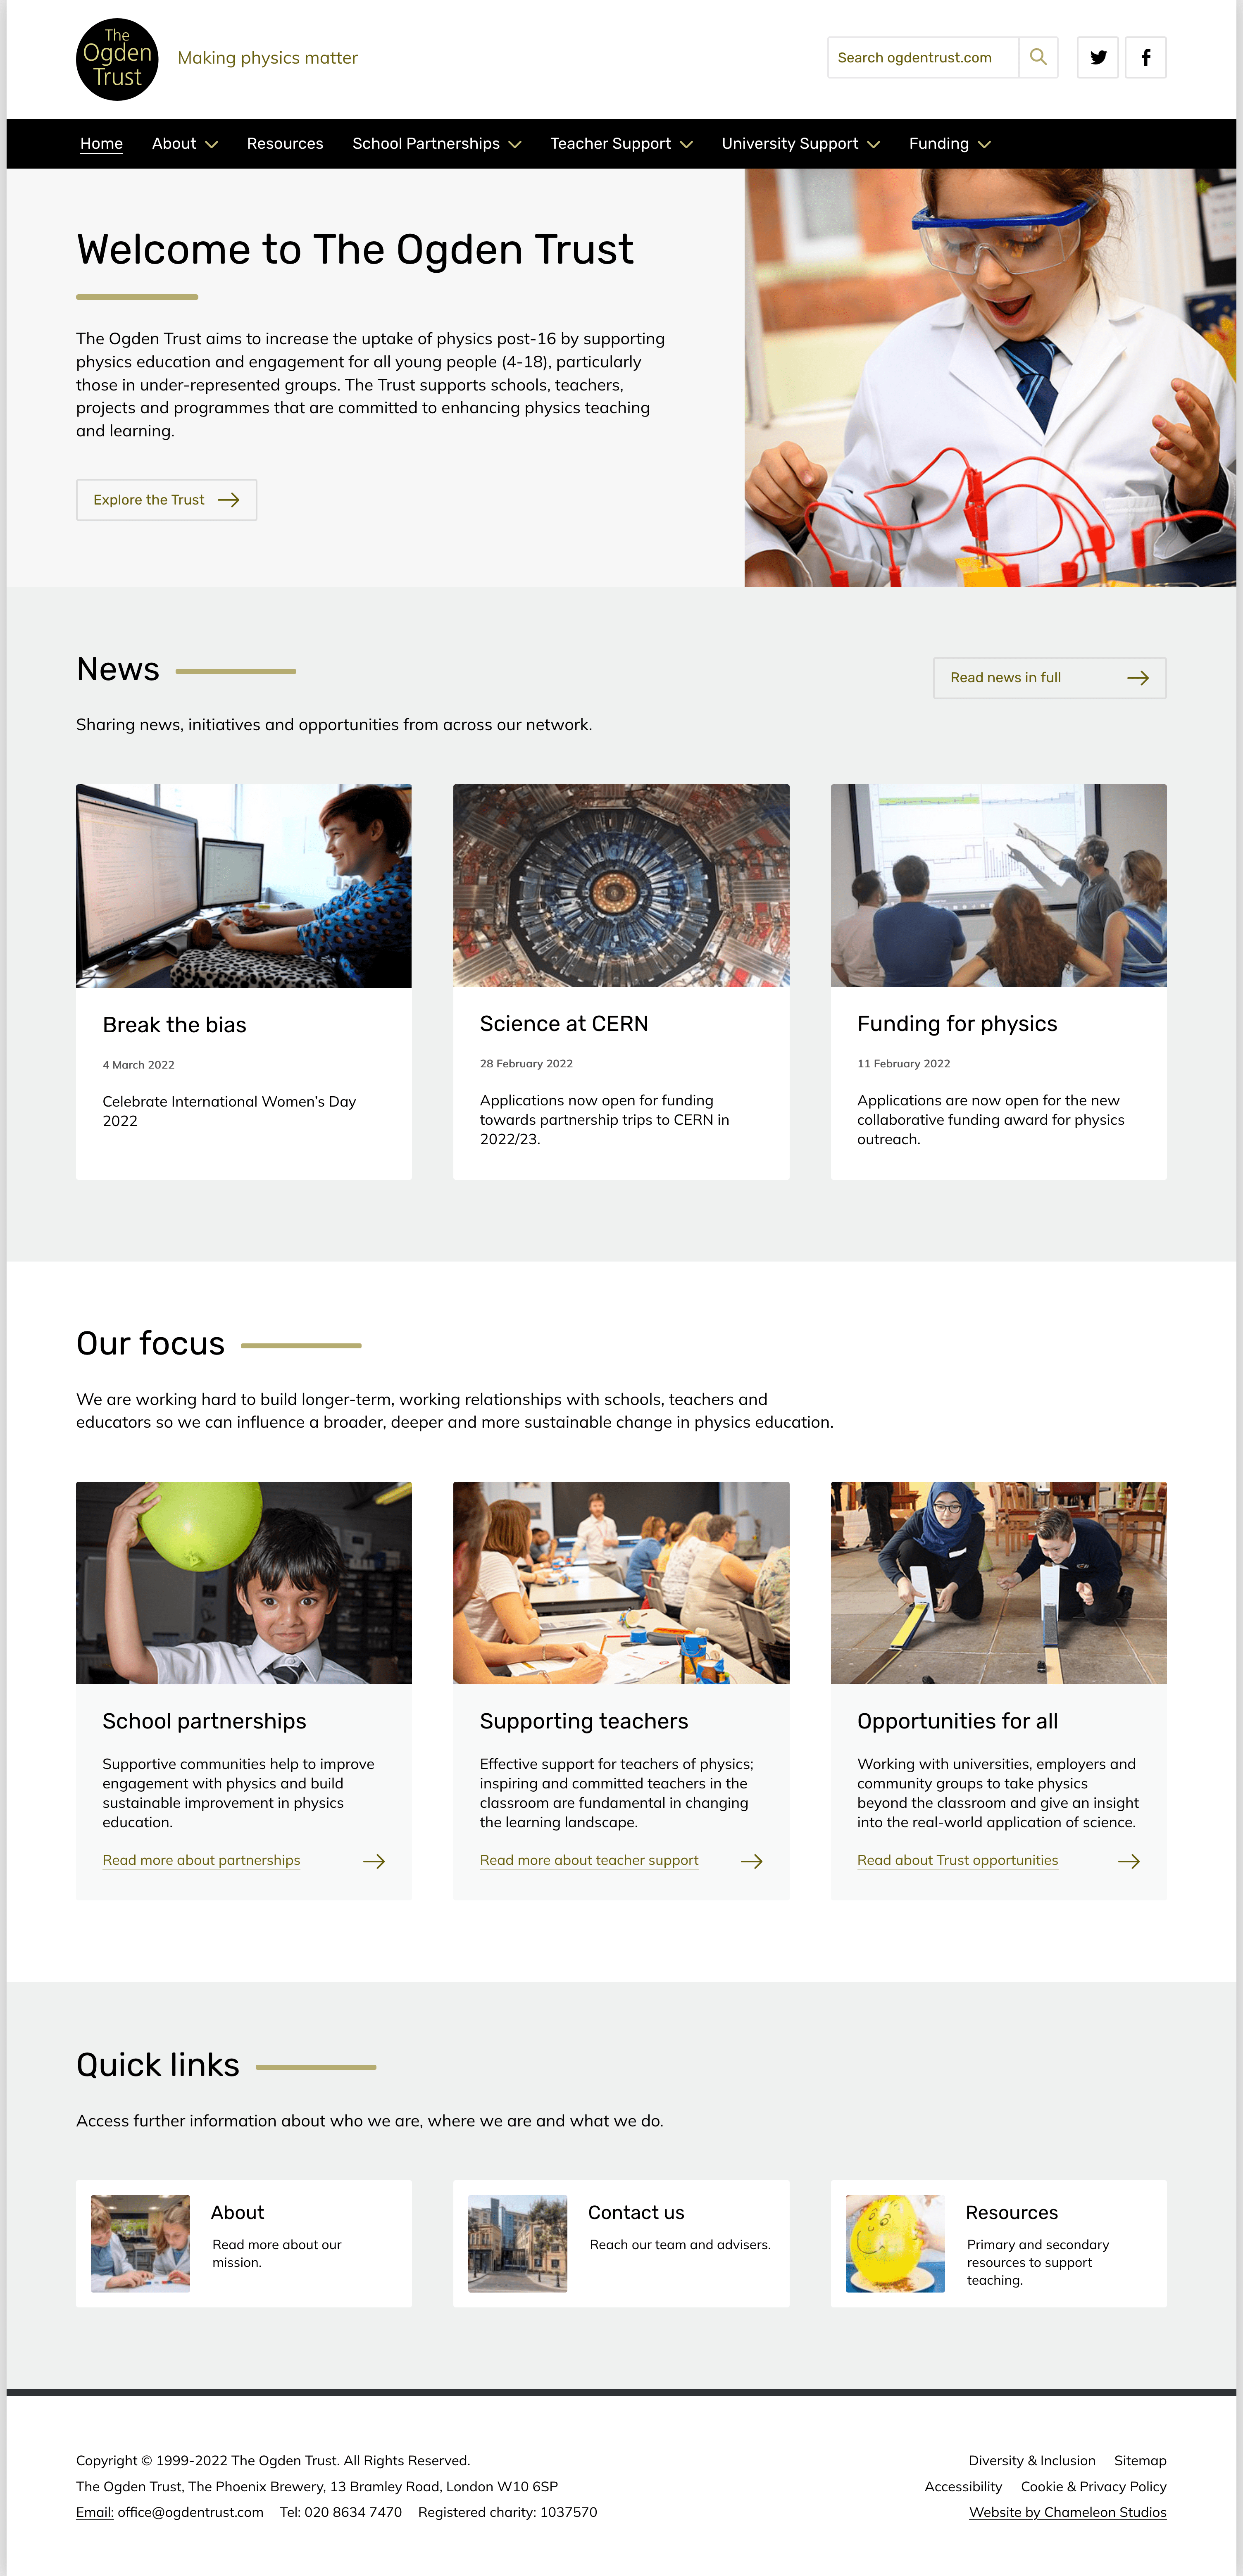 The
Ogden
Trust
Making physics matter
Search ogdentrust.com
Home About Resources School Partnerships Teacher Support University Support Funding
Welcome to The Ogden Trust
The Ogden Trust aims to increase the uptake of physics post-16 by supporting
physics education and engagement for all young people (4-18), particularly
those in under-represented groups. The Trust supports schools, teachers,
projects and programmes that are committed to enhancing physics teaching
and learning.
Explore the Trust
News
Read news in full
Sharing news, initiatives and opportunities from across our network.
Break the bias
4 March 2022
Celebrate International Women's Day
2022
Science at CERN
28 February 2022
Applications now open for funding
towards partnership trips to CERN in
2022/23.
Funding for physics
11 February 2022
Applications are now open for the new
collaborative funding award for physics
outreach.
Our focus
We are working hard to build longer-term, working relationships with schools, teachers and
educators so we can influence a broader, deeper and more sustainable change in physics education.
School partnerships
Supportive communities help to improve
engagement with physics and build
sustainable improvement in physics
education.
Read more about partnerships
Supporting teachers
Effective support for teachers of physics;
inspiring and committed teachers in the
classroom are fundamental in changing
the learning landscape.
Read more about teacher support
Opportunities for all
Working with universities, employers and
community groups to take physics
beyond the classroom and give an insight
into the real-world application of science.
Read about Trust opportunities
Quick links
Access further information about who we are, where we are and what we do.
About
Read more about our
mission.
Contact us
Reach our team and advisers.
Resources
Primary and secondary
resources to support
teaching.
Copyright © 1999-2022 The Ogden Trust. All Rights Reserved.
The Ogden Trust, The Phoenix Brewery, 13 Bramley Road, London W10 6SP
Email: office@ogdentrust.com Tel: 020 8634 7470 Registered charity: 1037570
Diversity & Inclusion Sitemap
Accessibility Cookie & Privacy Policy
Website by Chameleon Studios